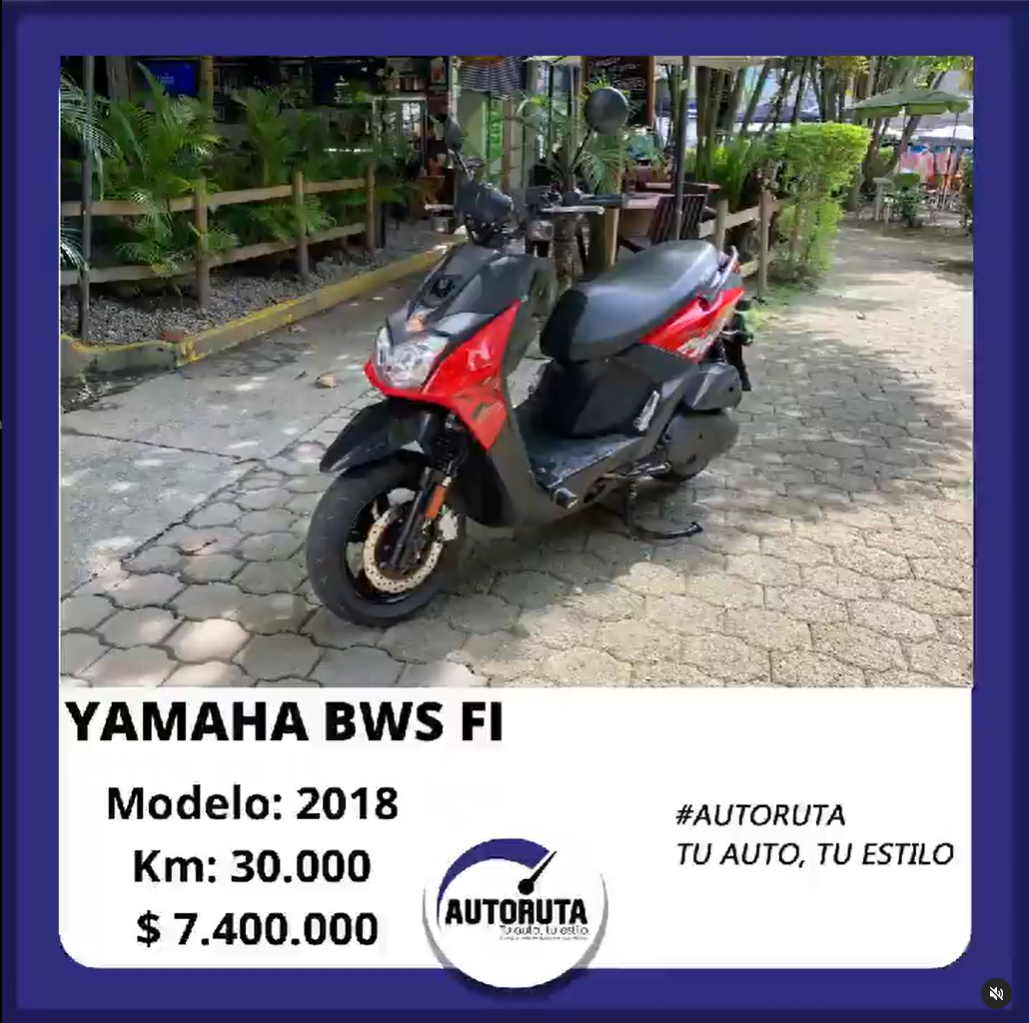 YAMAHA BWS FI
Modelo: 2018
Km: 30.000
$ 7.400.000
#AUTORUTA
TU AUTO, TU ESTILO
AUTORUTA
Tu auto, tu estilo